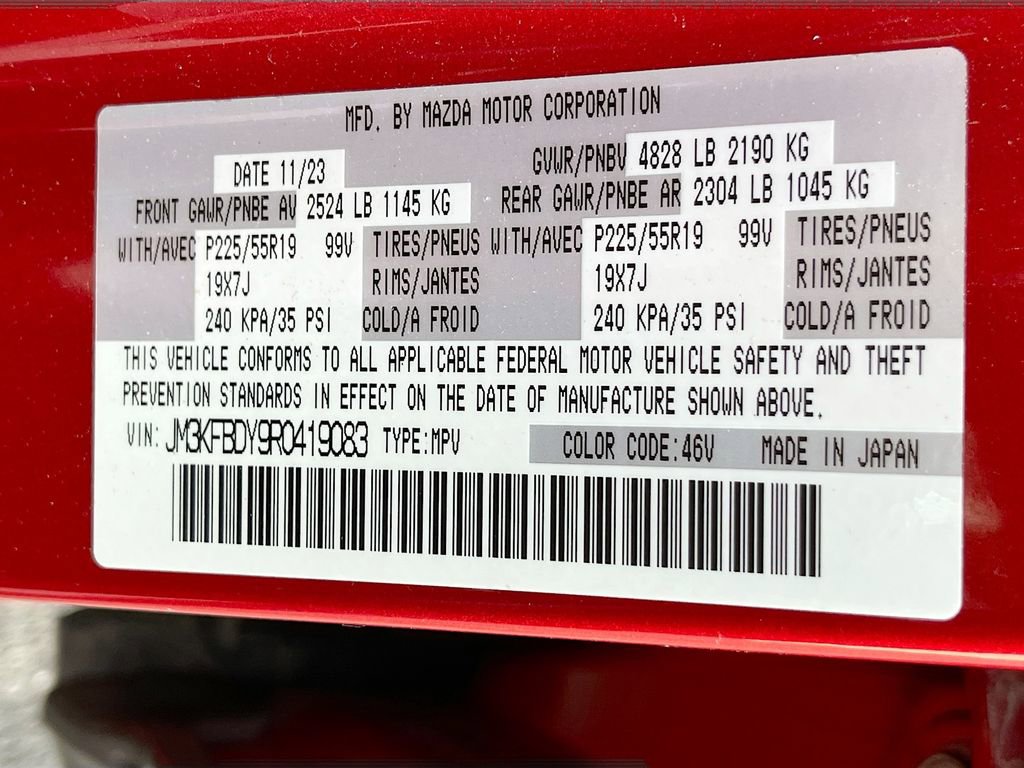 MFD. BY MAZDA MOTOR CORPORATION
DATE 11/23 GVWR/PNBV 4828 LB 2190 KG
FRONT GAWR/PNBE AV 2524 LB 1145 KG REAR GAWR/PNBE AR 2304 LB 1045 KG
WITH/AVEC P225/55R19 99V TIRES/PNEUS WITH/AVEC P225/55R19 99V TIRES/PNEUS
19X7J RIMS/JANTES 19X7J RIMS/JANTES
240 KPA/35 PSI COLD/A FROID 240 KPA/35 PSI COLD/A FROID
THIS VEHICLE CONFORMS TO ALL APPLICABLE FEDERAL MOTOR VEHICLE SAFETY AND THEFT
PREVENTION STANDARDS IN EFFECT ON THE DATE OF MANUFACTURE SHOWN ABOVE.
VIN: JM3KFBDY9R0419083 TYPE:MPV COLOR CODE:46V MADE IN JAPAN